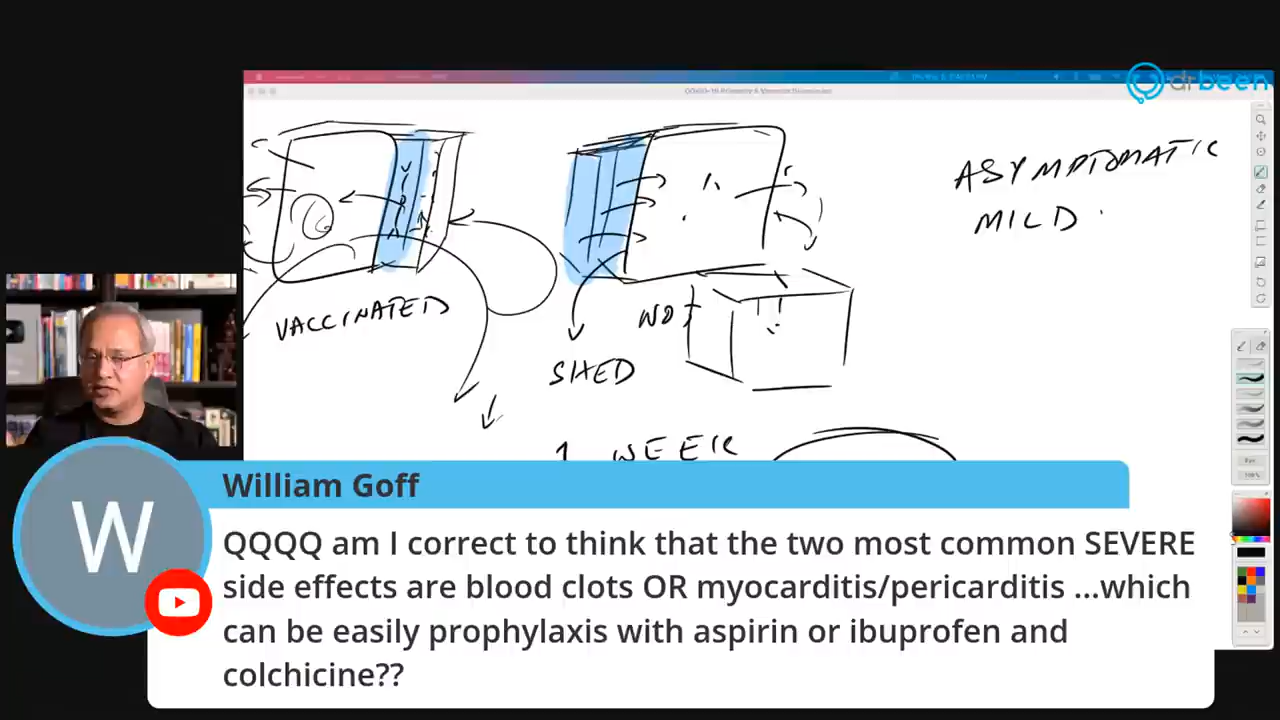 drbeen
ASYMPTOMATIC
MILD
VACCINATED
NO
SHED
1 WEEK
W
William Goff
QQQQ am I correct to think that the two most common SEVERE
side effects are blood clots OR myocarditis/pericarditis ...which
can be easily prophylaxis with aspirin or ibuprofen and
colchicine??